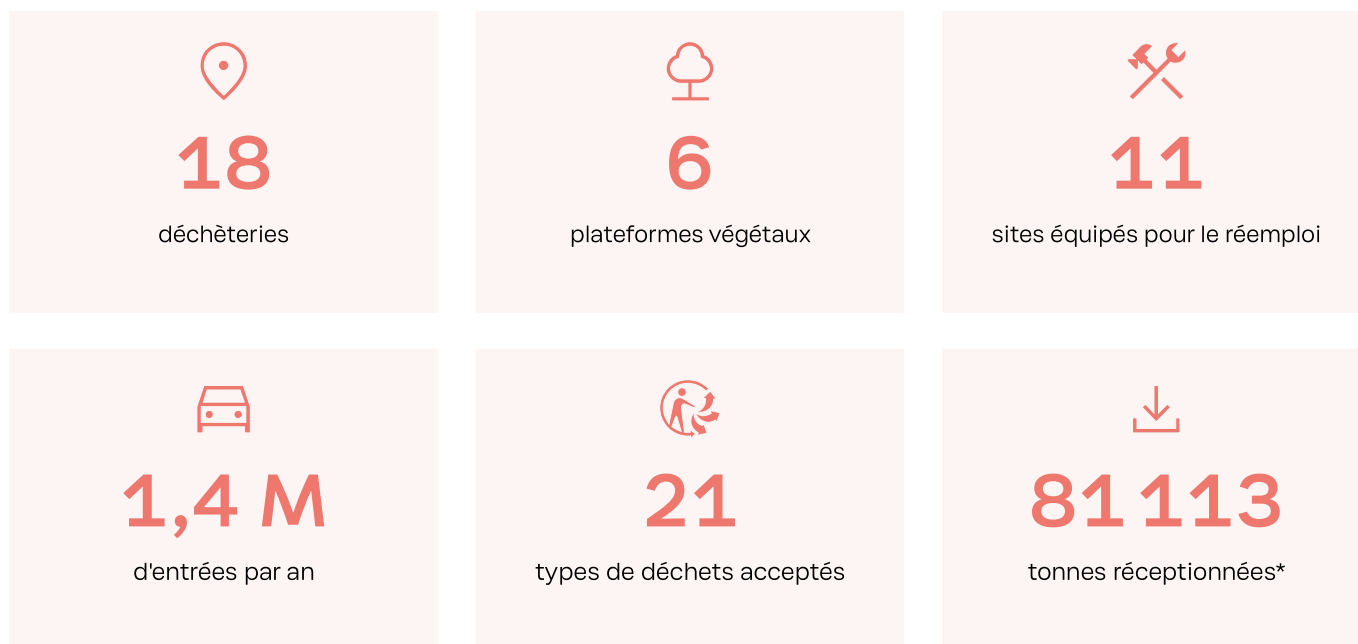 18
déchèteries
6
plateformes végétaux
11
sites équipés pour le réemploi
1,4 M
d'entrées par an
21
types de déchets acceptés
81 113
tonnes réceptionnées*